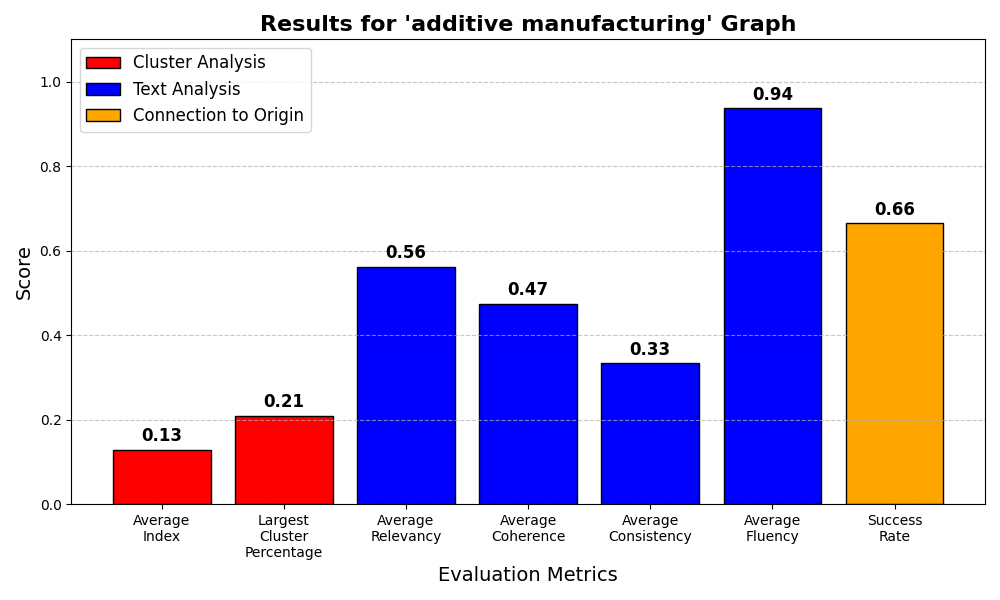 Results for 'additive manufacturing' Graph
Cluster Analysis
Text Analysis
Connection to Origin
Score
1.0
0.8
0.6
0.4
0.2
0.0
0.13
0.21
0.56
0.47
0.33
0.94
0.66
Average
Index
Largest
Cluster
Percentage
Average
Relevancy
Average
Coherence
Average
Consistency
Average
Fluency
Success
Rate
Evaluation Metrics